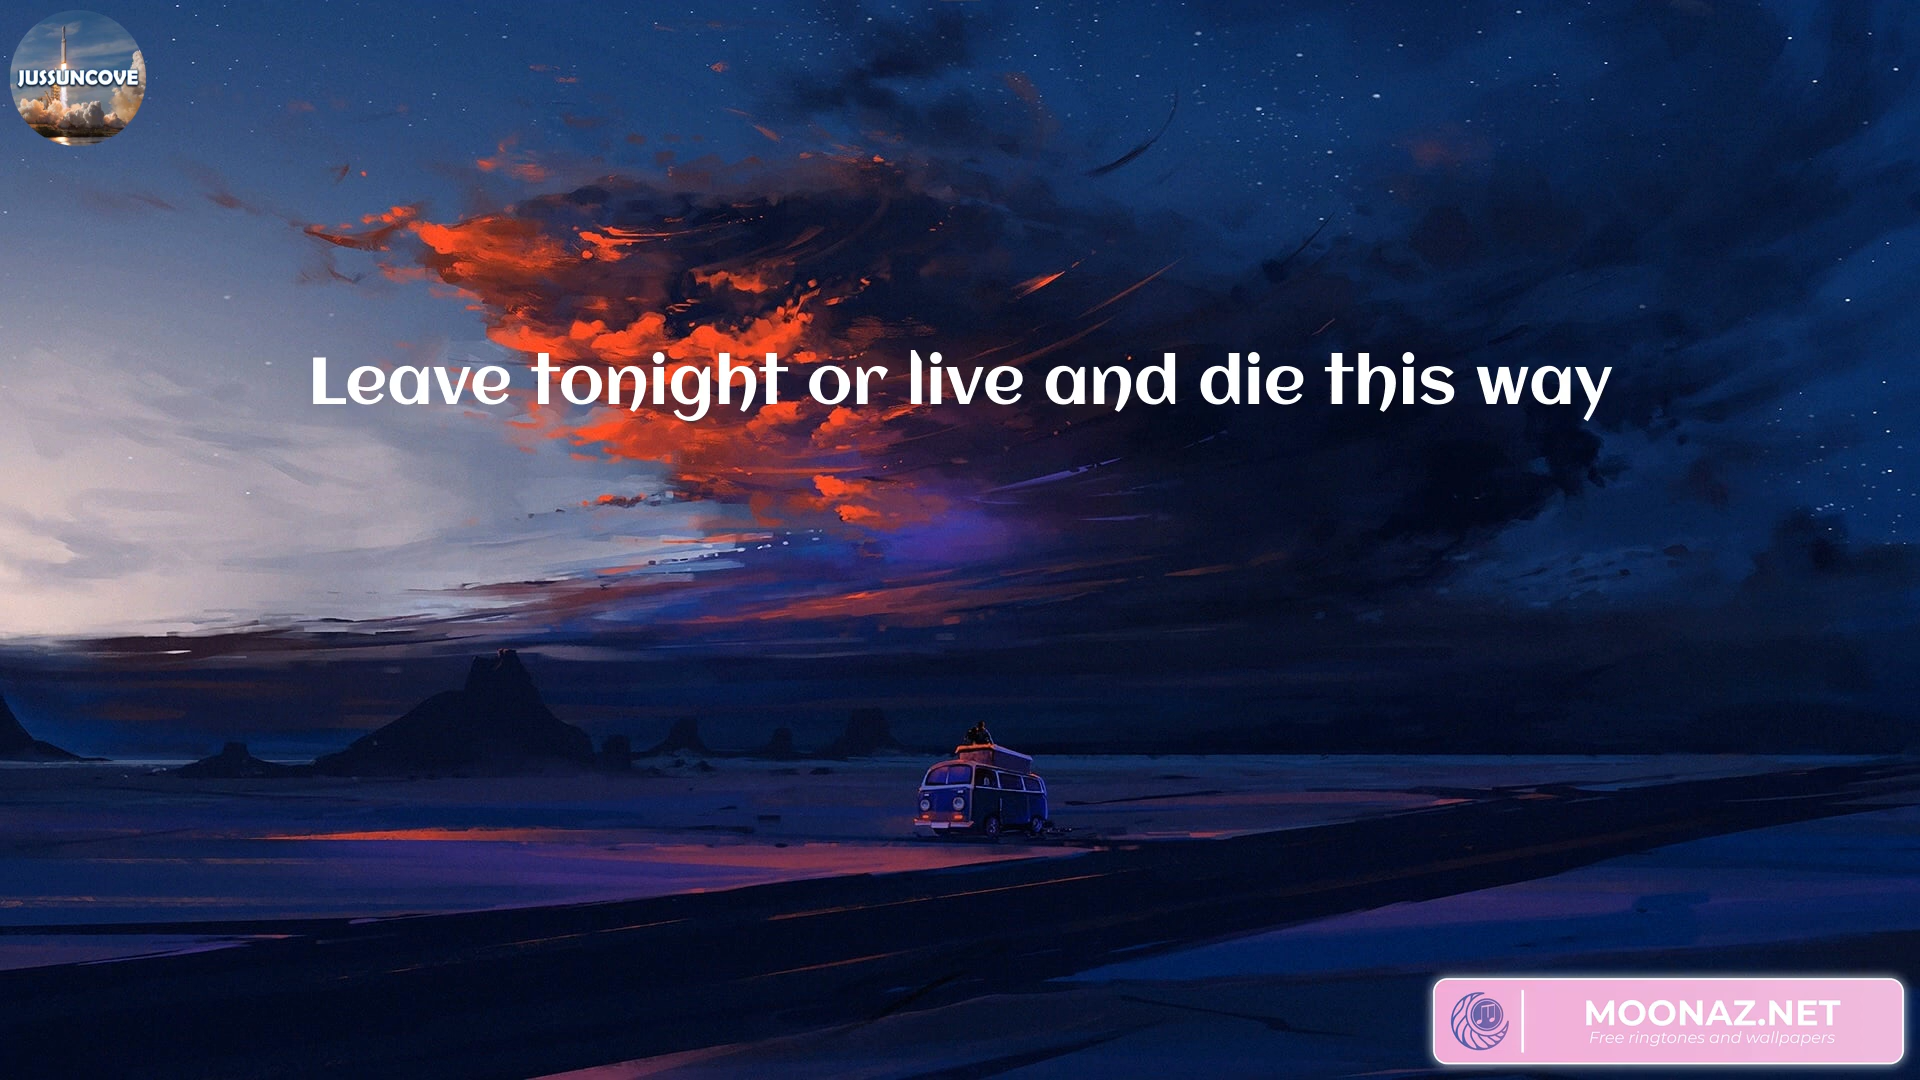 JUSSUNCOVE
Leave tonight or live and die this way
MOONAZ.NET
Free ringtones and wallpapers